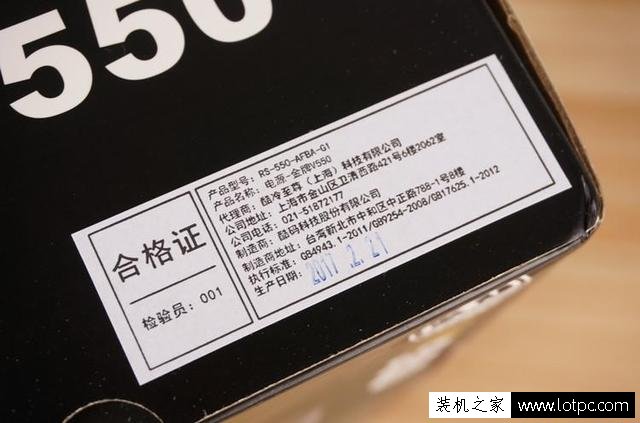 550
合格证
检验员：001
产品型号：RS-550-AFBA-G1
产品名称：电源-金牌V550
代理商：酷冷至尊（上海）科技有限公司
公司地址：上海市金山区卫清西路421号6楼2062室
公司电话：021-51872177
制造商：酷码科技股份有限公司
制造商地址：台湾新北市中和区中正路788-1号8楼
执行标准：GB4943.1-2011/GB9254-2008/GB17625.1-2012
生产日期：2017.2.21
装机之家 www.lotpc.com